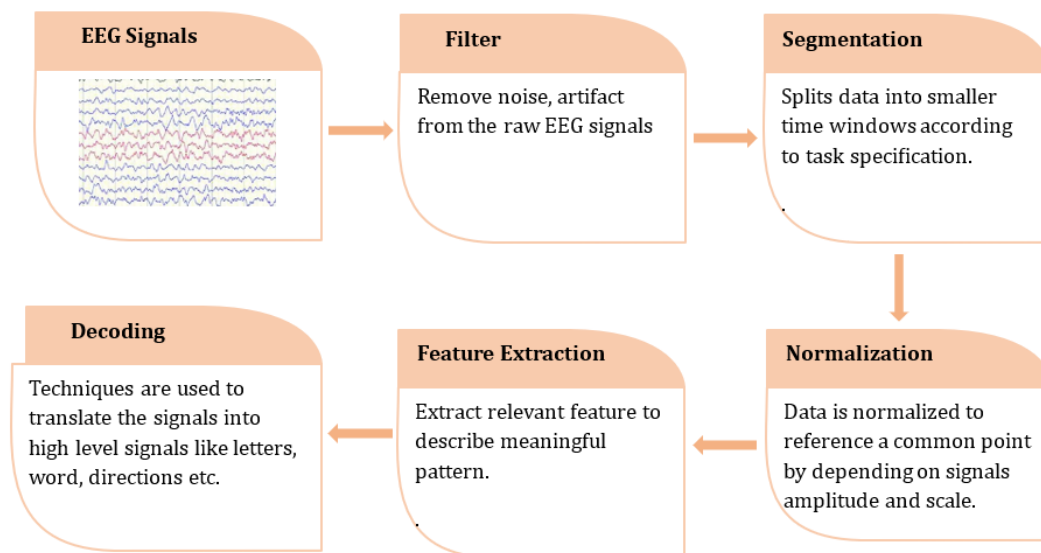 EEG Signals
Filter
Remove noise, artifact
from the raw EEG signals
Segmentation
Splits data into smaller
time windows according
to task specification.
.
Normalization
Data is normalized to
reference a common point
by depending on signals
amplitude and scale.
Feature Extraction
Extract relevant feature to
describe meaningful
pattern.
.
Decoding
Techniques are used to
translate the signals into
high level signals like letters,
word, directions etc.